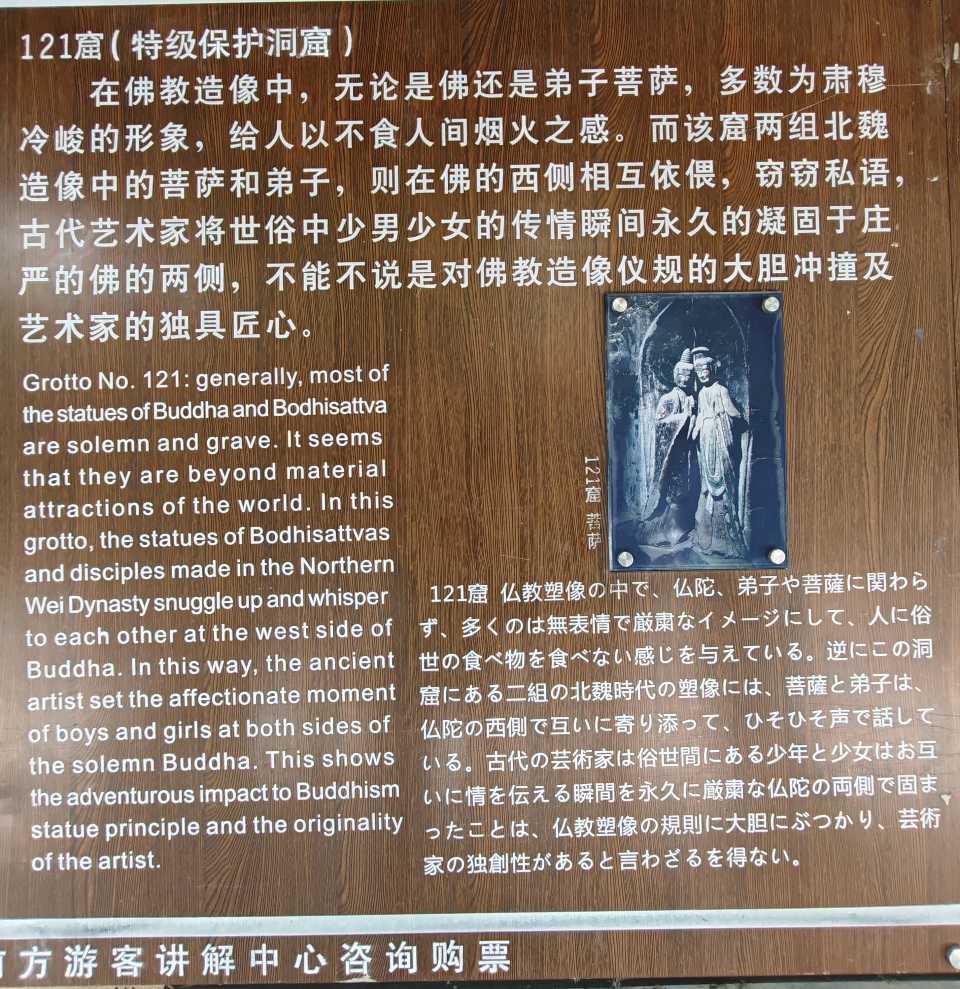 121窟(特级保护洞窟)
在佛教造像中，无论是佛还是弟子菩萨，多数为肃穆
冷峻的形象，给人以不食人间烟火之感。而该窟两组北魏
造像中的菩萨和弟子，则在佛的西侧相互依偎，窃窃私语，
古代艺术家将世俗中少男少女的传情瞬间永久的凝固于庄
严的佛的两侧，不能不说是对佛教造像仪规的大胆冲撞及
艺术家的独具匠心。
Grotto No. 121: generally, most of
the statues of Buddha and Bodhisattva
are solemn and grave. It seems
that they are beyond material
attractions of the world. In this
grotto, the statues of Bodhisattvas
and disciples made in the Northern
Wei Dynasty snuggle up and whisper
to each other at the west side of
Buddha. In this way, the ancient
artist set the affectionate moment
of boys and girls at both sides of
the solemn Buddha. This shows
the adventurous impact to Buddhism
statue principle and the originality
of the artist.
121窟 菩萨
121窟 仏教塑像の中で、仏陀、弟子や菩薩に関わら
ず、多くのは無表情で厳粛なイメージにして、人に俗
世の食べ物を食べない感じを与えている。逆にこの洞
窟にある二組の北魏時代の塑像には、菩薩と弟子は、
仏陀の西側で互いに寄り添って、ひそひそ声で話して
いる。古代の芸術家は俗世間にある少年と少女はお互
いに情を伝える瞬間を永久に厳粛な仏陀の両側で固ま
ったことは、仏教塑像の規則に大胆にぶつかり、芸術
家の独創性があると言わざるを得ない。
方游客讲解中心咨询购票